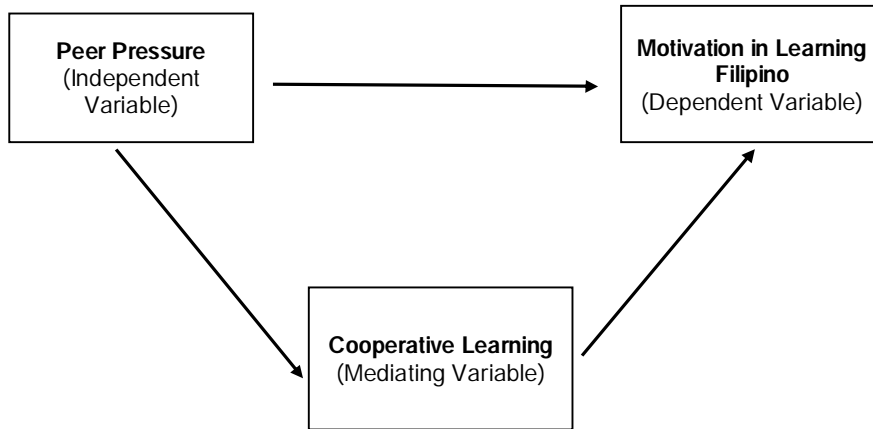 Peer Pressure
(Independent
Variable)
Motivation in Learning
Filipino
(Dependent Variable)
Cooperative Learning
(Mediating Variable)